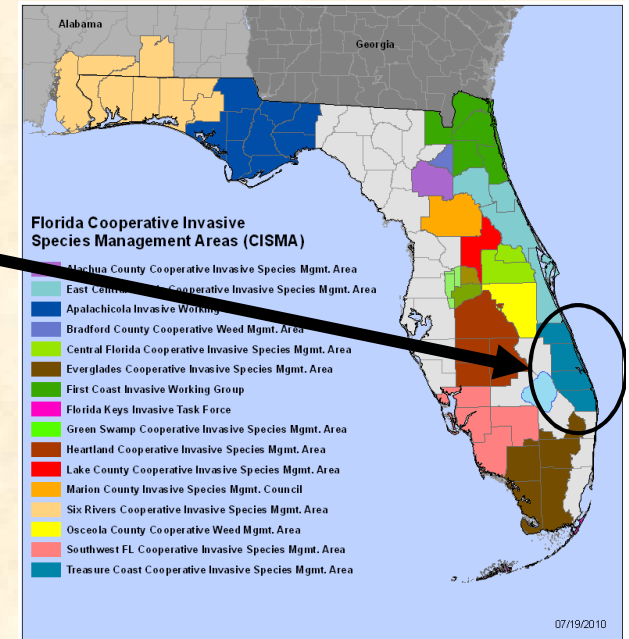 Alabama
Georgia
Florida Cooperative Invasive
Species Management Areas (CISMA)
Alachua County Cooperative Invasive Species Mgmt. Area
East Cent Cooperative Invasive Species Mgmt. Area
Apalachicola Invasive Working
Bradford County Cooperative Weed Mgmt. Area
Central Florida Cooperative Invasive Species Mgmt. Area
Everglades Cooperative Invasive Species Mgmt. Area
First Coast Invasive Working Group
Florida Keys Invasive Task Force
Green Swamp Cooperative Invasive Species Mgmt. Area
Heartland Cooperative Invasive Species Mgmt. Area
Lake County Cooperative Invasive Species Mgmt. Area
Marion County Invasive Species Mgmt. Council
Six Rivers Cooperative Invasive Species Mgmt. Area
Osceola County Cooperative Weed Mgmt. Area
Southwest FL Cooperative Invasive Species Mgmt. Area
Treasure Coast Cooperative Invasive Species Mgmt. Area
07/19/2010